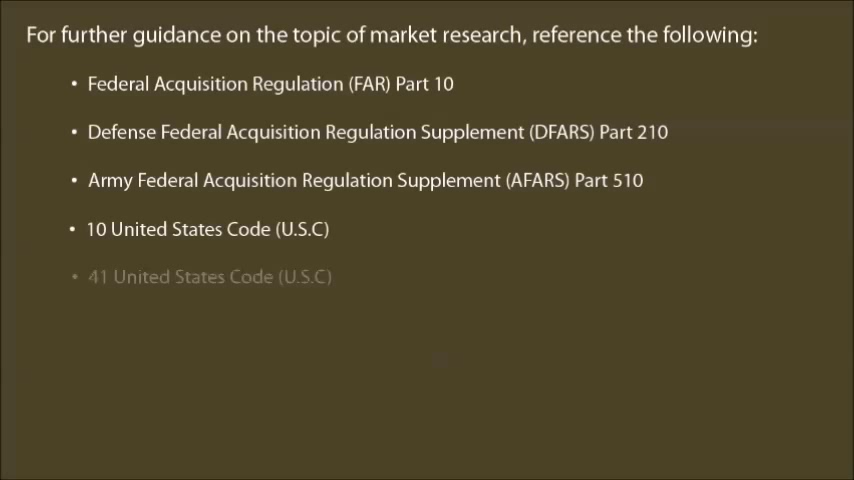 For further guidance on the topic of market research, reference the following:
• Federal Acquisition Regulation (FAR) Part 10
• Defense Federal Acquisition Regulation Supplement (DFARS) Part 210
• Army Federal Acquisition Regulation Supplement (AFARS) Part 510
• 10 United States Code (U.S.C)
• 41 United States Code (U.S.C)